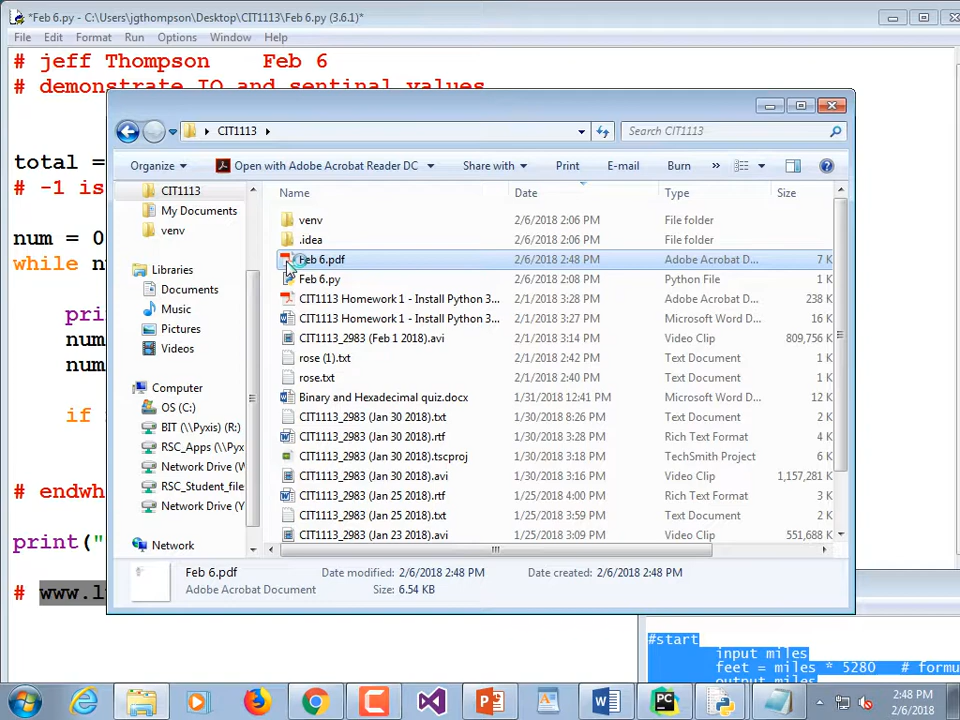 *Feb 6.py - C:\Users\jgthompson\Desktop\CIT1113\Feb 6.py (3.6.1)*
File Edit Format Run Options Window Help
# jeff Thompson Feb 6
# demonstrate IO and sentinal values
total =
# -1 is
num = 0
while n
pri
num
num
if
# endwh
print("
# www.l
CIT1113
Search CIT1113
Organize Open with Adobe Acrobat Reader DC Share with Print E-mail Burn »
CIT1113
My Documents
venv
Libraries
Documents
Music
Pictures
Videos
Computer
OS (C:)
BIT (\\Pyxis) (R:)
RSC_Apps (\\Pyx
Network Drive (W
RSC_Student_file
Network Drive (Y
Network
Name Date Type Size
venv 2/6/2018 2:06 PM File folder
.idea 2/6/2018 2:06 PM File folder
Feb 6.pdf 2/6/2018 2:48 PM Adobe Acrobat D... 7 K
Feb 6.py 2/6/2018 2:08 PM Python File 1 K
CIT1113 Homework 1 - Install Python 3... 2/1/2018 3:28 PM Adobe Acrobat D... 238 K
CIT1113 Homework 1 - Install Python 3... 2/1/2018 3:27 PM Microsoft Word D... 16 K
CIT1113_2983 (Feb 1 2018).avi 2/1/2018 3:14 PM Video Clip 809,756 K
rose (1).txt 2/1/2018 2:42 PM Text Document 1 K
rose.txt 2/1/2018 2:40 PM Text Document 1 K
Binary and Hexadecimal quiz.docx 1/31/2018 12:41 PM Microsoft Word D... 12 K
CIT1113_2983 (Jan 30 2018).txt 1/30/2018 8:26 PM Text Document 2 K
CIT1113_2983 (Jan 30 2018).rtf 1/30/2018 3:28 PM Rich Text Format 4 K
CIT1113_2983 (Jan 30 2018).tscproj 1/30/2018 3:18 PM TechSmith Project 6 K
CIT1113_2983 (Jan 30 2018).avi 1/30/2018 3:16 PM Video Clip 1,157,281 K
CIT1113_2983 (Jan 25 2018).rtf 1/25/2018 4:00 PM Rich Text Format 3 K
CIT1113_2983 (Jan 25 2018).txt 1/25/2018 3:59 PM Text Document 2 K
CIT1113_2983 (Jan 23 2018).avi 1/25/2018 3:09 PM Video Clip 551,688 K
Feb 6.pdf Date modified: 2/6/2018 2:48 PM Date created: 2/6/2018 2:48 PM
Adobe Acrobat Document Size: 6.54 KB
#start
input miles
feet = miles * 5280 # formu
output miles
2:48 PM
2/6/2018